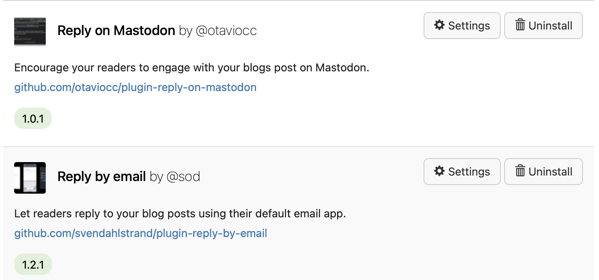 Reply on Mastodon by @otaviocc
Settings
Uninstall
Encourage your readers to engage with your blogs post on Mastodon.
github.com/otaviocc/plugin-reply-on-mastodon
1.0.1
Reply by email by @sod
Settings
Uninstall
Let readers reply to your blog posts using their default email app.
github.com/svendahlstrand/plugin-reply-by-email
1.2.1